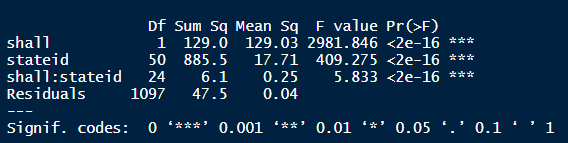 Df Sum Sq Mean Sq F value Pr(>F)
shall 1 129.0 129.03 2981.846 <2e-16 ***
stateid 50 885.5 17.71 409.275 <2e-16 ***
shall:stateid 24 6.1 0.25 5.833 <2e-16 ***
Residuals 1097 47.5 0.04
---
Signif. codes: 0 ‘***’ 0.001 ‘**’ 0.01 ‘*’ 0.05 ‘.’ 0.1 ‘ ’ 1